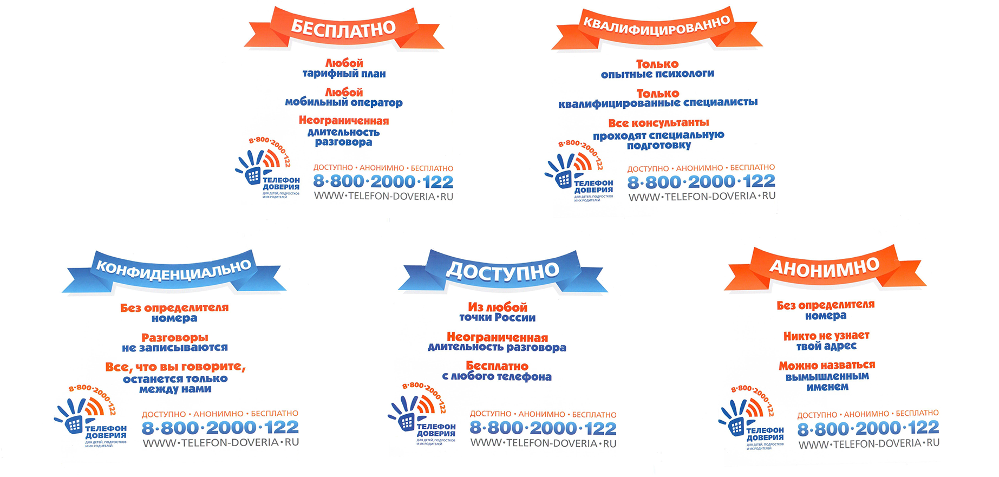 БЕСПЛАТНО
Любой
тарифный план
Любой
мобильный оператор
Неограниченная
длительность
разговора
8·800·2000·122
ТЕЛЕФОН
ДОВЕРИЯ
ДЛЯ ДЕТЕЙ, ПОДРОСТКОВ
И ИХ РОДИТЕЛЕЙ
ДОСТУПНО • АНОНИМНО • БЕСПЛАТНО
8·800·2000·122
WWW•TELEFON-DOVERIA•RU
КВАЛИФИЦИРОВАННО
Только
опытные психологи
Только
квалифицированные специалисты
Все консультанты
проходят специальную
подготовку
8·800·2000·122
ТЕЛЕФОН
ДОВЕРИЯ
ДЛЯ ДЕТЕЙ, ПОДРОСТКОВ
И ИХ РОДИТЕЛЕЙ
ДОСТУПНО • АНОНИМНО • БЕСПЛАТНО
8·800·2000·122
WWW•TELEFON-DOVERIA•RU
КОНФИДЕНЦИАЛЬНО
Без определителя
номера
Разговоры
не записываются
Все, что вы говорите,
останется только
между нами
8·800·2000·122
ТЕЛЕФОН
ДОВЕРИЯ
ДЛЯ ДЕТЕЙ, ПОДРОСТКОВ
И ИХ РОДИТЕЛЕЙ
ДОСТУПНО • АНОНИМНО • БЕСПЛАТНО
8·800·2000·122
WWW•TELEFON-DOVERIA•RU
ДОСТУПНО
Из любой
точки России
Неограниченная
длительность разговора
Бесплатно
с любого телефона
8·800·2000·122
ТЕЛЕФОН
ДОВЕРИЯ
ДЛЯ ДЕТЕЙ, ПОДРОСТКОВ
И ИХ РОДИТЕЛЕЙ
ДОСТУПНО • АНОНИМНО • БЕСПЛАТНО
8·800·2000·122
WWW•TELEFON-DOVERIA•RU
АНОНИМНО
Без определителя
номера
Никто не узнает
твой адрес
Можно назваться
вымышленным
именем
8·800·2000·122
ТЕЛЕФОН
ДОВЕРИЯ
ДЛЯ ДЕТЕЙ, ПОДРОСТКОВ
И ИХ РОДИТЕЛЕЙ
ДОСТУПНО • АНОНИМНО • БЕСПЛАТНО
8·800·2000·122
WWW•TELEFON-DOVERIA•RU